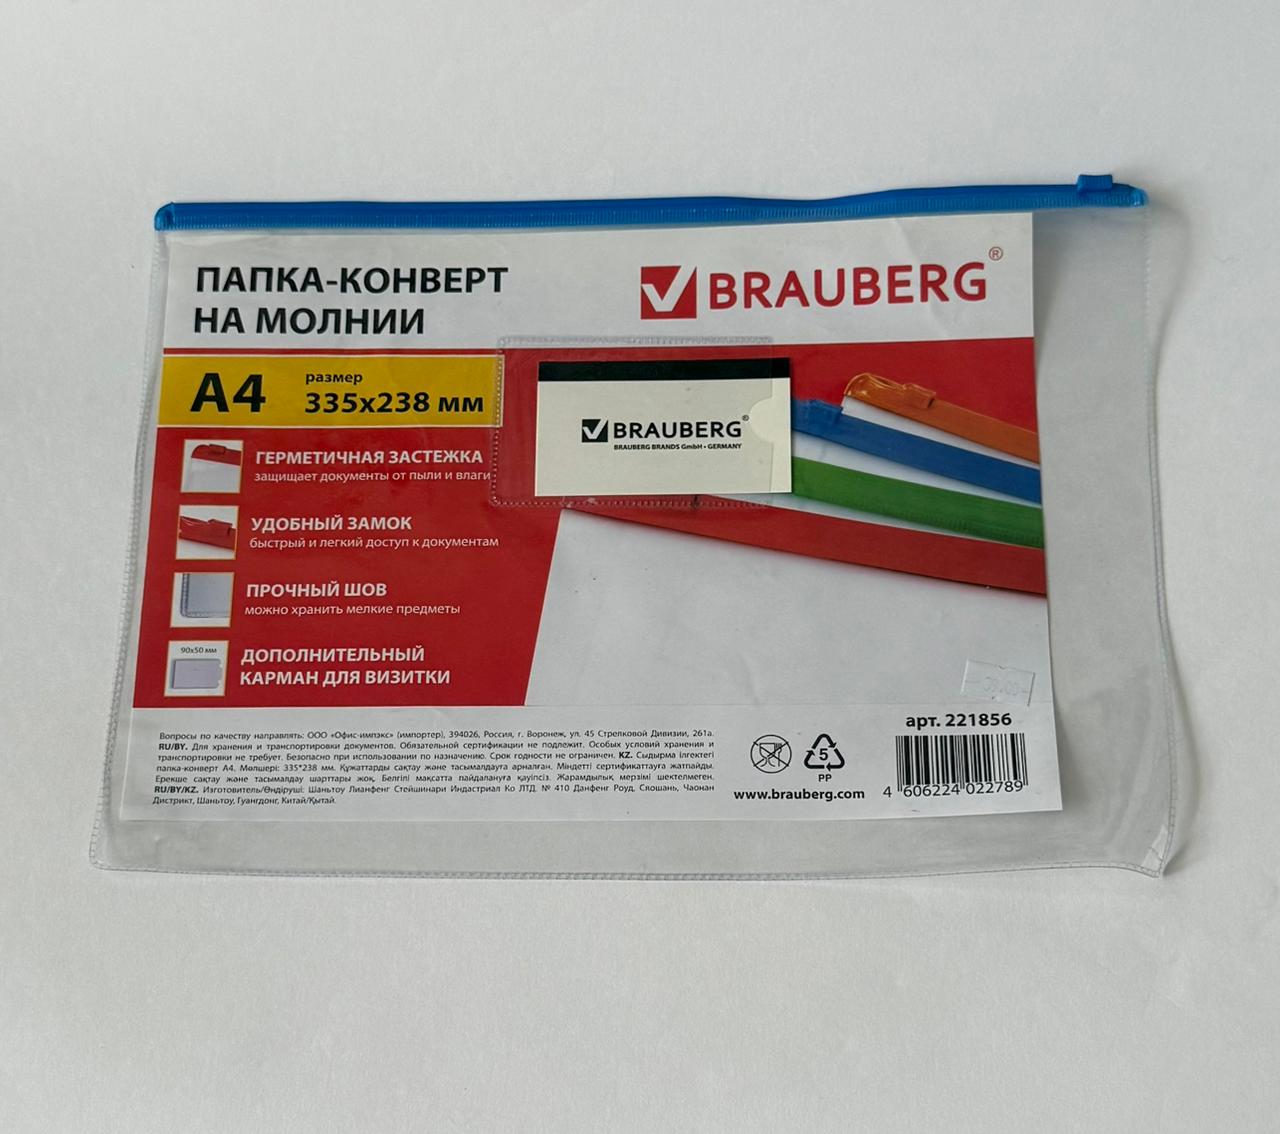 ПАПКА-КОНВЕРТ
НА МОЛНИИ
BRAUBERG®
А4
размер
335х238 мм
BRAUBERG®
BRAUBERG BRANDS GmbH • GERMANY
ГЕРМЕТИЧНАЯ ЗАСТЕЖКА
защищает документы от пыли и влаги
УДОБНЫЙ ЗАМОК
быстрый и легкий доступ к документам
ПРОЧНЫЙ ШОВ
можно хранить мелкие предметы
90х50 мм
ДОПОЛНИТЕЛЬНЫЙ
КАРМАН ДЛЯ ВИЗИТКИ
Вопросы по качеству направлять: ООО «Офис-импэкс» (импортер), 394026, Россия, г. Воронеж, ул. 45 Стрелковой Дивизии, 261а.
RU/BY. Для хранения и транспортировки документов. Обязательной сертификации не подлежит. Особых условий хранения и
транспортировки не требует. Безопасно при использовании по назначению. Срок годности не ограничен. KZ. Сыдырма ілгектегі
папка-конверт А4. Мөлшері: 335*238 мм. Құжаттарды сақтау және тасымалдауға арналған. Міндетті сертификаттауға жатпайды.
Ерекше сақтау және тасымалдау шарттары жоқ. Белгілі мақсатта пайдалануға қауіпсіз. Жарамдылық мерзімі шектелмеген.
RU/BY/KZ. Изготовитель/Өндіруші: Шаньтоу Лианфенг Стейшинари Индастриал Ко ЛТД. № 410 Данфенг Роуд, Сяошань, Чаонан
Дистрикт, Шаньтоу, Гуангдонг, Китай/Қытай.
5
PP
www.brauberg.com
арт. 221856
4 606224 022789